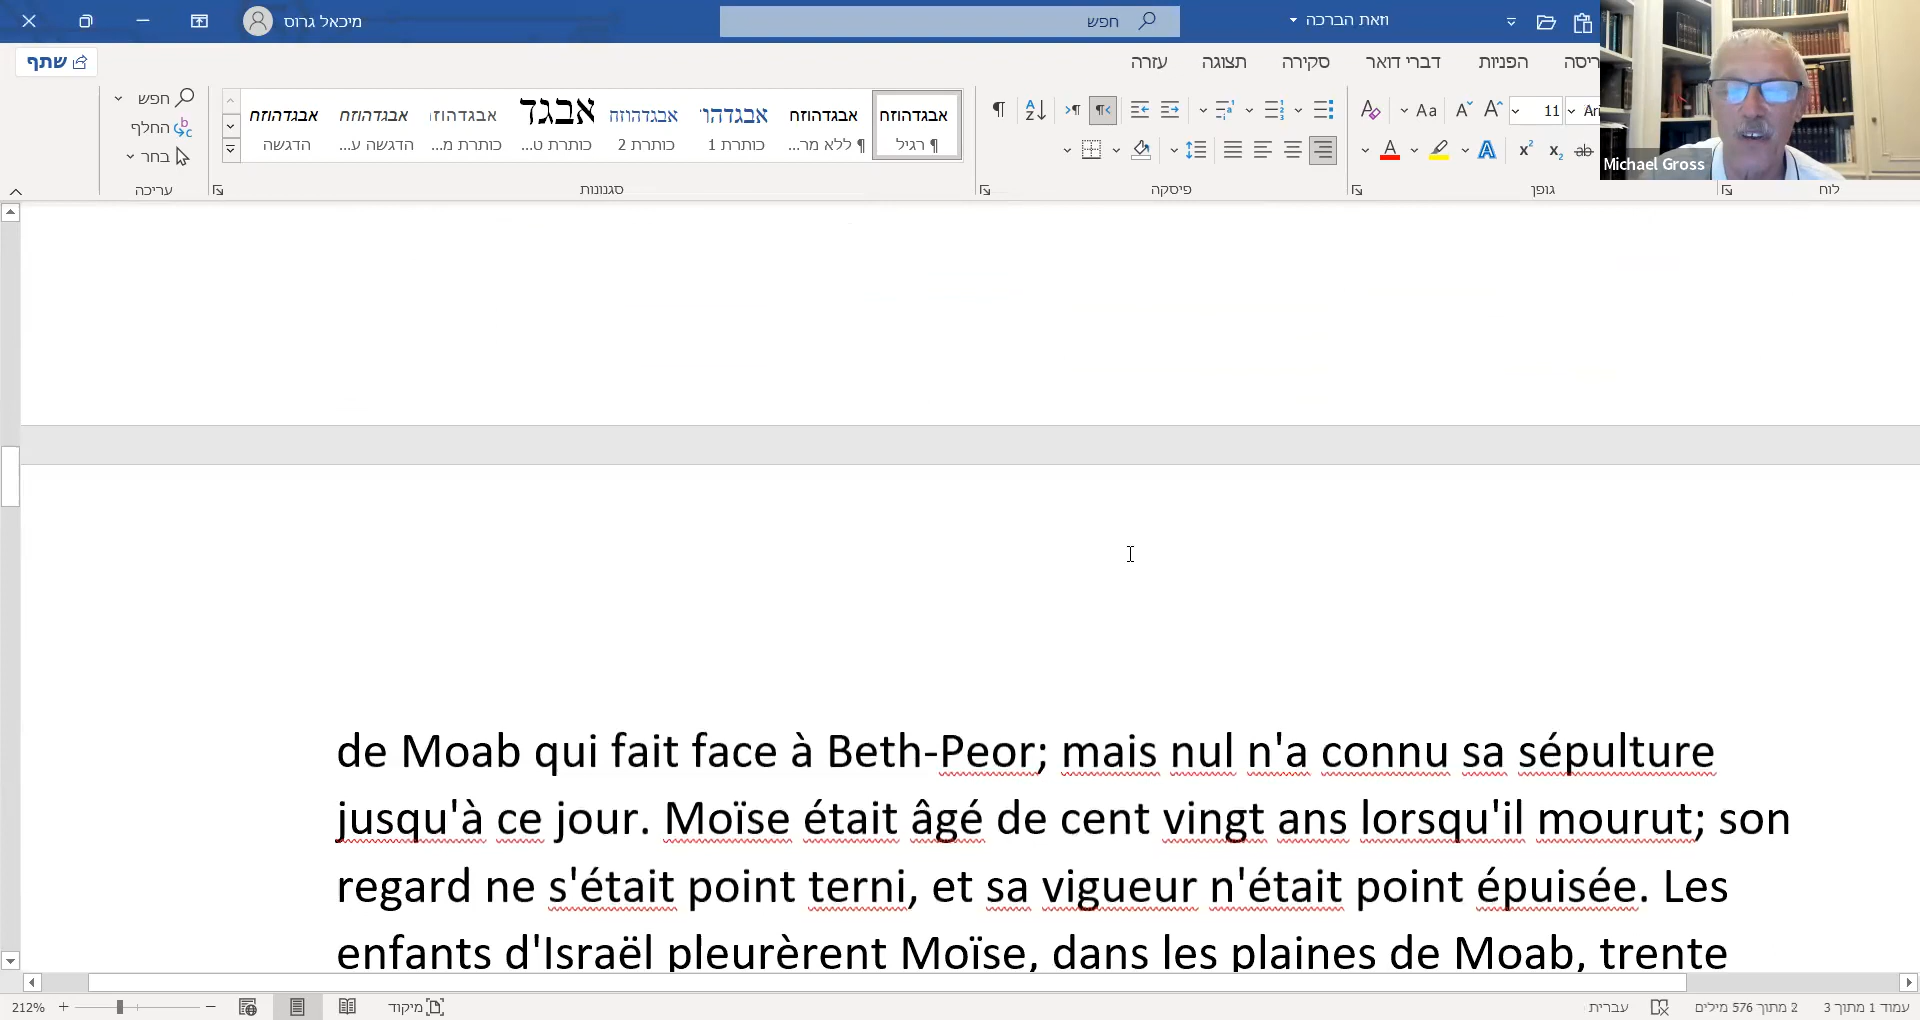 מיכאל גרוס
חפש
וזאת הברכה
שתף
עזרה
תצוגה
סקירה
דברי דואר
הפניות
ריסה
Michael Gross
חפש
החלף
בחר
עריכה
אבגדהוזח
הדגשה
אבגדהוזח
הדגשה ע...
אבגדהוזח
כותרת מ...
אבגד
כותרת ט...
אבגדהוזח
כותרת 2
אבגדהו
כותרת 1
אבגדהוזח
¶ ללא מר...
אבגדהוזח
¶ רגיל
סגנונות
פיסקה
11
Aa
גופן
לוח
de Moab qui fait face à Beth-Peor; mais nul n'a connu sa sépulture
jusqu'à ce jour. Moïse était âgé de cent vingt ans lorsqu'il mourut; son
regard ne s'était point terni, et sa vigueur n'était point épuisée. Les
enfants d'Israël pleurèrent Moïse, dans les plaines de Moab, trente
212%
מיקוד
עברית
2 מתוך 576 מילים
עמוד 1 מתוך 3